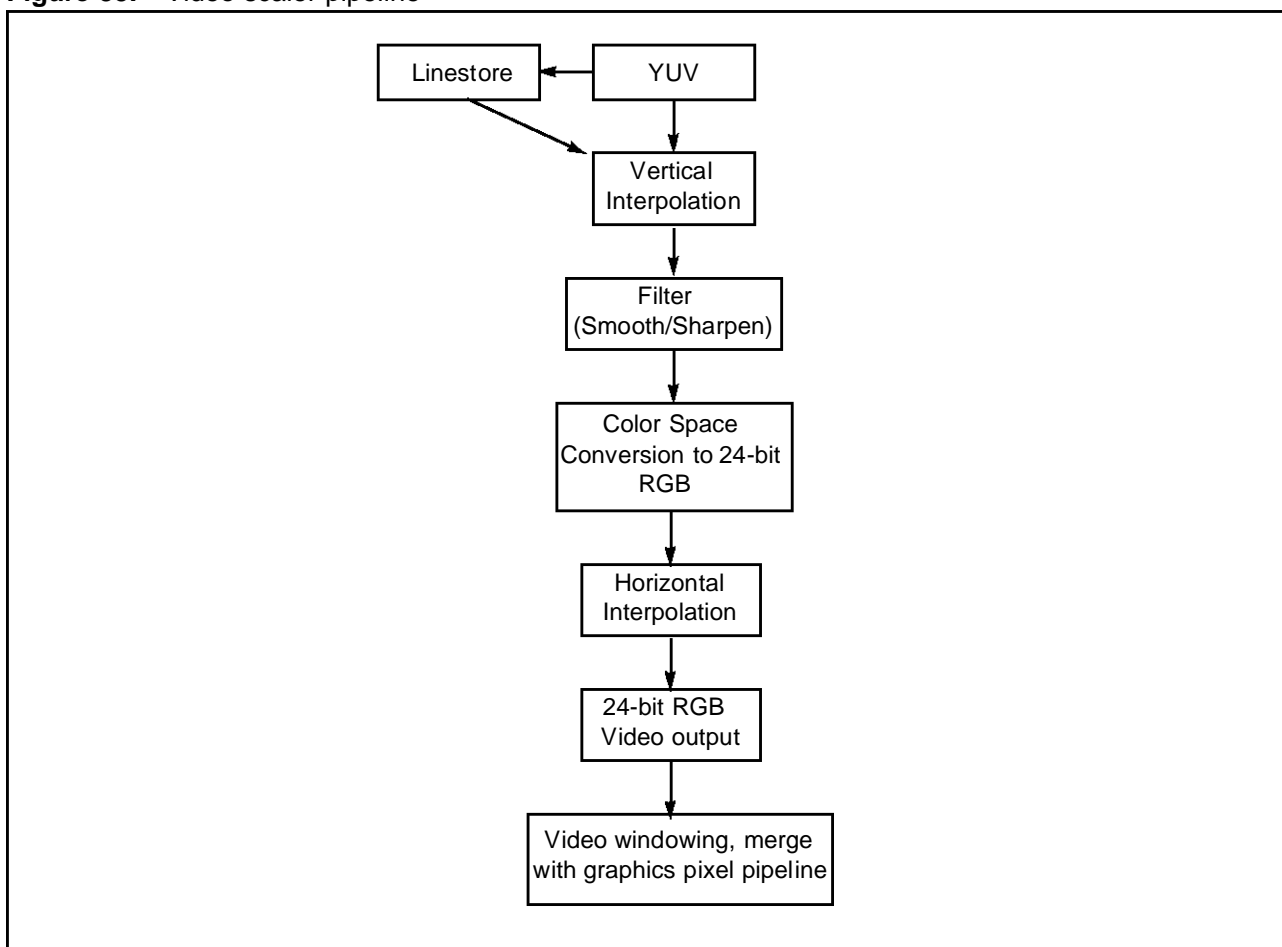 Linestore
YUV
Vertical
Interpolation
Filter
(Smooth/Sharpen)
Color Space
Conversion to 24-bit
RGB
Horizontal
Interpolation
24-bit RGB
Video output
Video windowing, merge
with graphics pixel pipeline